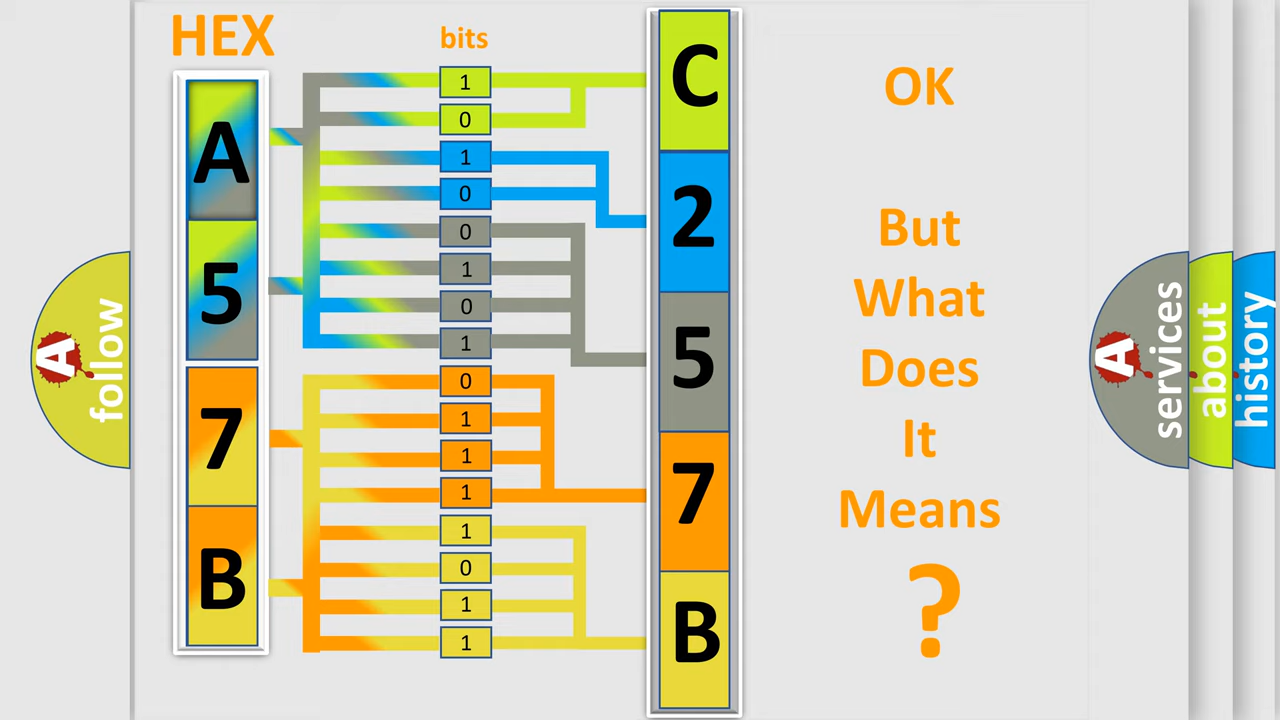 HEX
bits
A
5
7
B
1
0
1
0
0
1
0
1
0
1
1
1
1
0
1
1
C
2
5
7
B
OK
But
What
Does
It
Means
?
A
follow
A
services
about
history